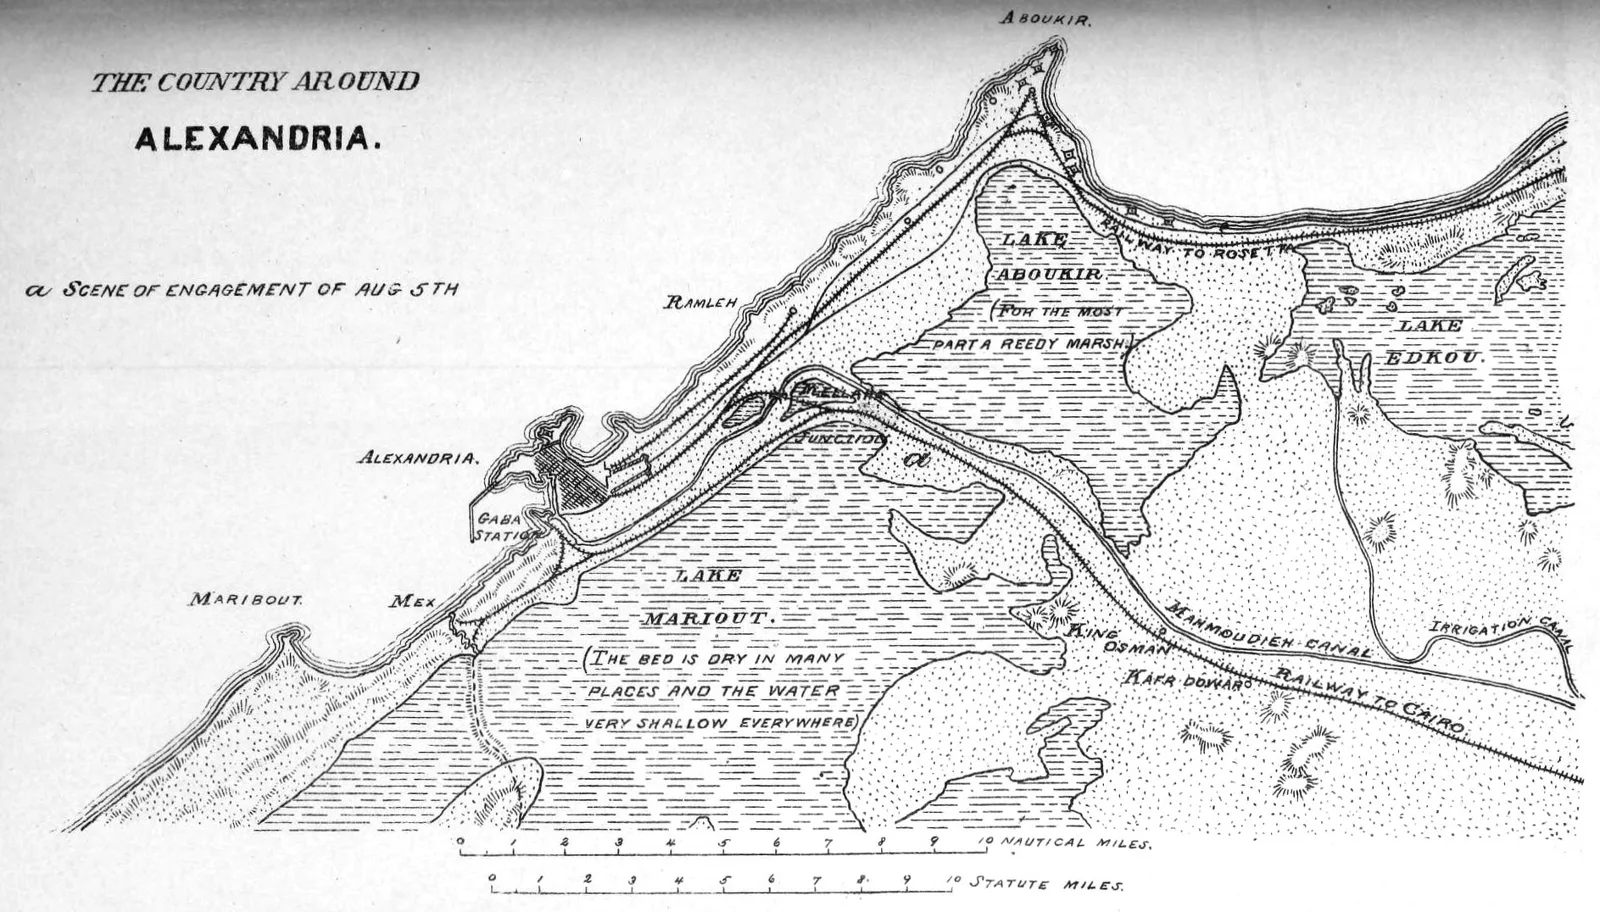 ABOUKIR.
THE COUNTRY AROUND
ALEXANDRIA.
a SCENE OF ENGAGEMENT OF AUG 5TH
RAMLEH
LAKE
ABOUKIR
(FOR THE MOST
PART A REEDY MARSH.)
RAILWAY TO ROSETTA
LAKE
EDKOU.
MELLAHA
JUNCTION
a
ALEXANDRIA.
GABA
STATION
MARIBOUT.
MEX
LAKE
MARIOUT.
(THE BED IS DRY IN MANY
PLACES AND THE WATER
VERY SHALLOW EVERYWHERE)
KING
OSMAN
MAHMOUDIEH CANAL
IRRIGATION CANAL
KAFR DOWAR
RAILWAY TO CAIRO
0 1 2 3 4 5 6 7 8 9 10 NAUTICAL MILES.
0 1 2 3 4 5 6 7 8 9 10 STATUTE MILES.